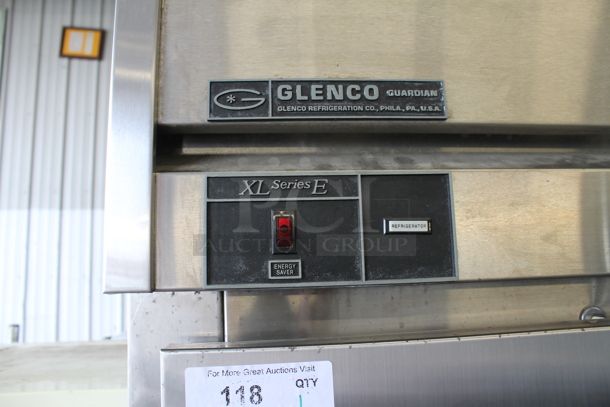 GLENCO GUARDIAN
GLENCO REFRIGERATION CO., PHILA., PA., U.S.A.
XL Series E
REFRIGERATOR
ENERGY
SAVER
PCI
AUCTION GROUP
For More Great Auctions Visit
118 QTY